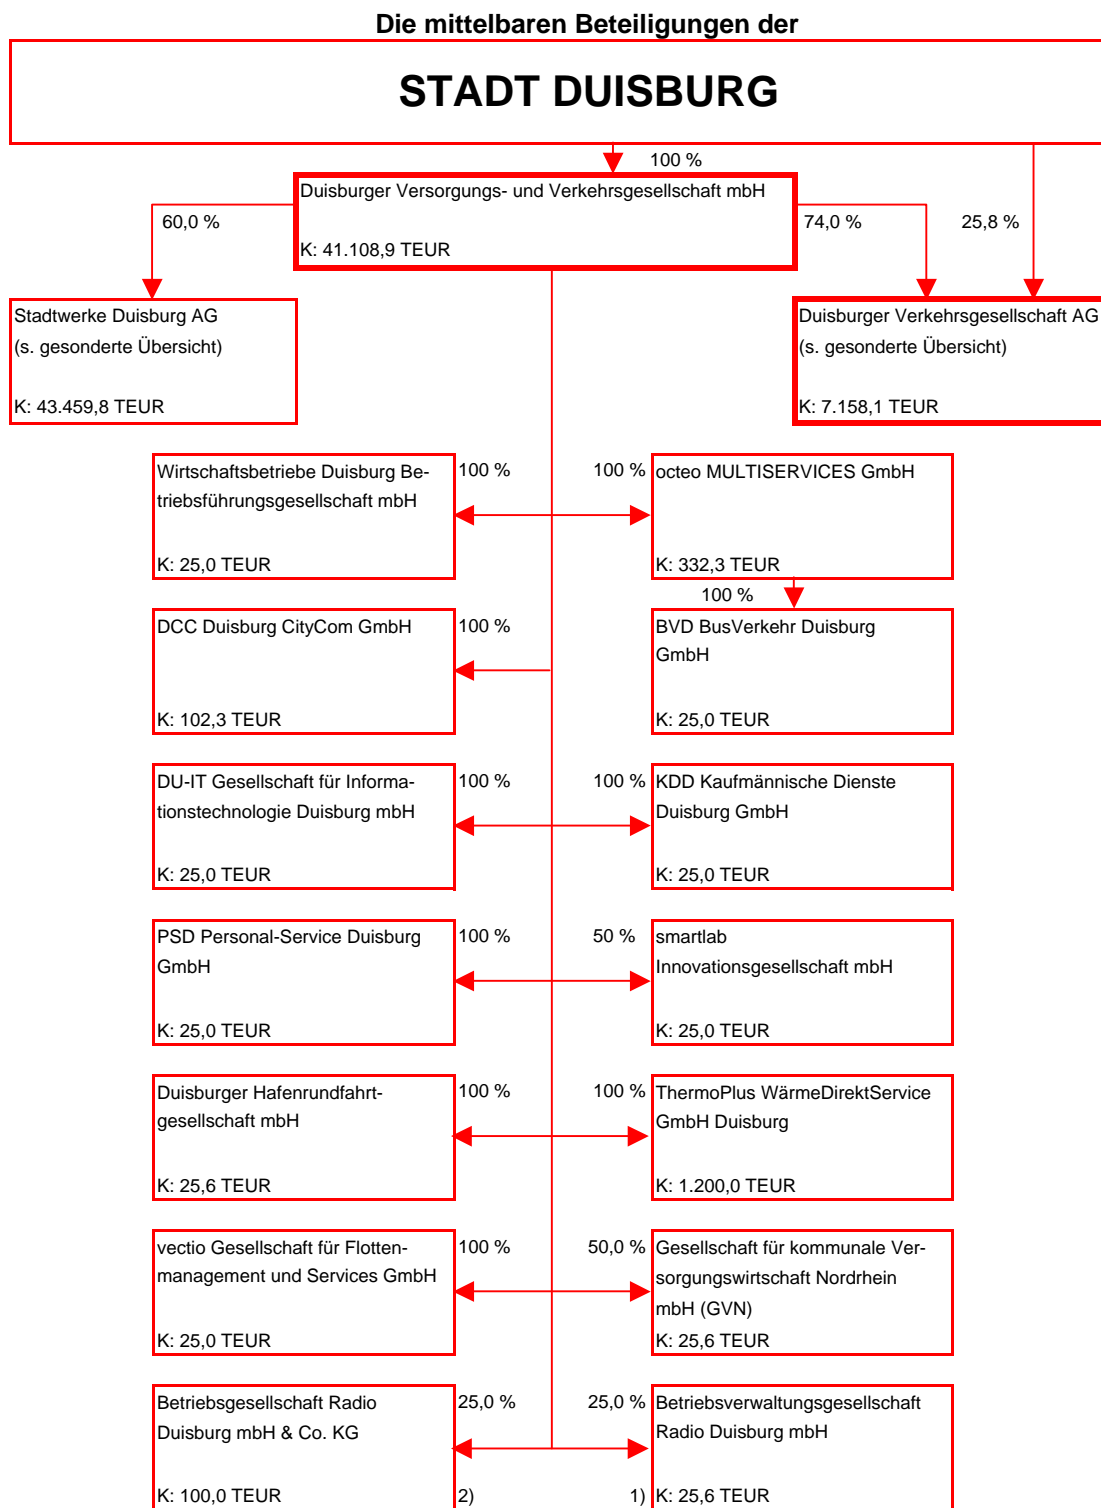 Die mittelbaren Beteiligungen der
STADT DUISBURG
100 %
Duisburger Versorgungs- und Verkehrsgesellschaft mbH
K: 41.108,9 TEUR
60,0 %
74,0 %
25,8 %
Stadtwerke Duisburg AG
(s. gesonderte Übersicht)
K: 43.459,8 TEUR
Duisburger Verkehrsgesellschaft AG
(s. gesonderte Übersicht)
K: 7.158,1 TEUR
Wirtschaftsbetriebe Duisburg Be-
triebsführungsgesellschaft mbH
K: 25,0 TEUR
100 %
100 %
octeo MULTISERVICES GmbH
K: 332,3 TEUR
100 %
DCC Duisburg CityCom GmbH
K: 102,3 TEUR
100 %
BVD BusVerkehr Duisburg
GmbH
K: 25,0 TEUR
DU-IT Gesellschaft für Informa-
tionstechnologie Duisburg mbH
K: 25,0 TEUR
100 %
100 %
KDD Kaufmännische Dienste
Duisburg GmbH
K: 25,0 TEUR
PSD Personal-Service Duisburg
GmbH
K: 25,0 TEUR
100 %
50 %
smartlab
Innovationsgesellschaft mbH
K: 25,0 TEUR
Duisburger Hafenrundfahrt-
gesellschaft mbH
K: 25,6 TEUR
100 %
100 %
ThermoPlus WärmeDirektService
GmbH Duisburg
K: 1.200,0 TEUR
vectio Gesellschaft für Flotten-
management und Services GmbH
K: 25,0 TEUR
100 %
50,0 %
Gesellschaft für kommunale Ver-
sorgungswirtschaft Nordrhein
mbH (GVN)
K: 25,6 TEUR
Betriebsgesellschaft Radio
Duisburg mbH & Co. KG
K: 100,0 TEUR
25,0 %
2)
25,0 %
1)
Betriebsverwaltungsgesellschaft
Radio Duisburg mbH
K: 25,6 TEUR